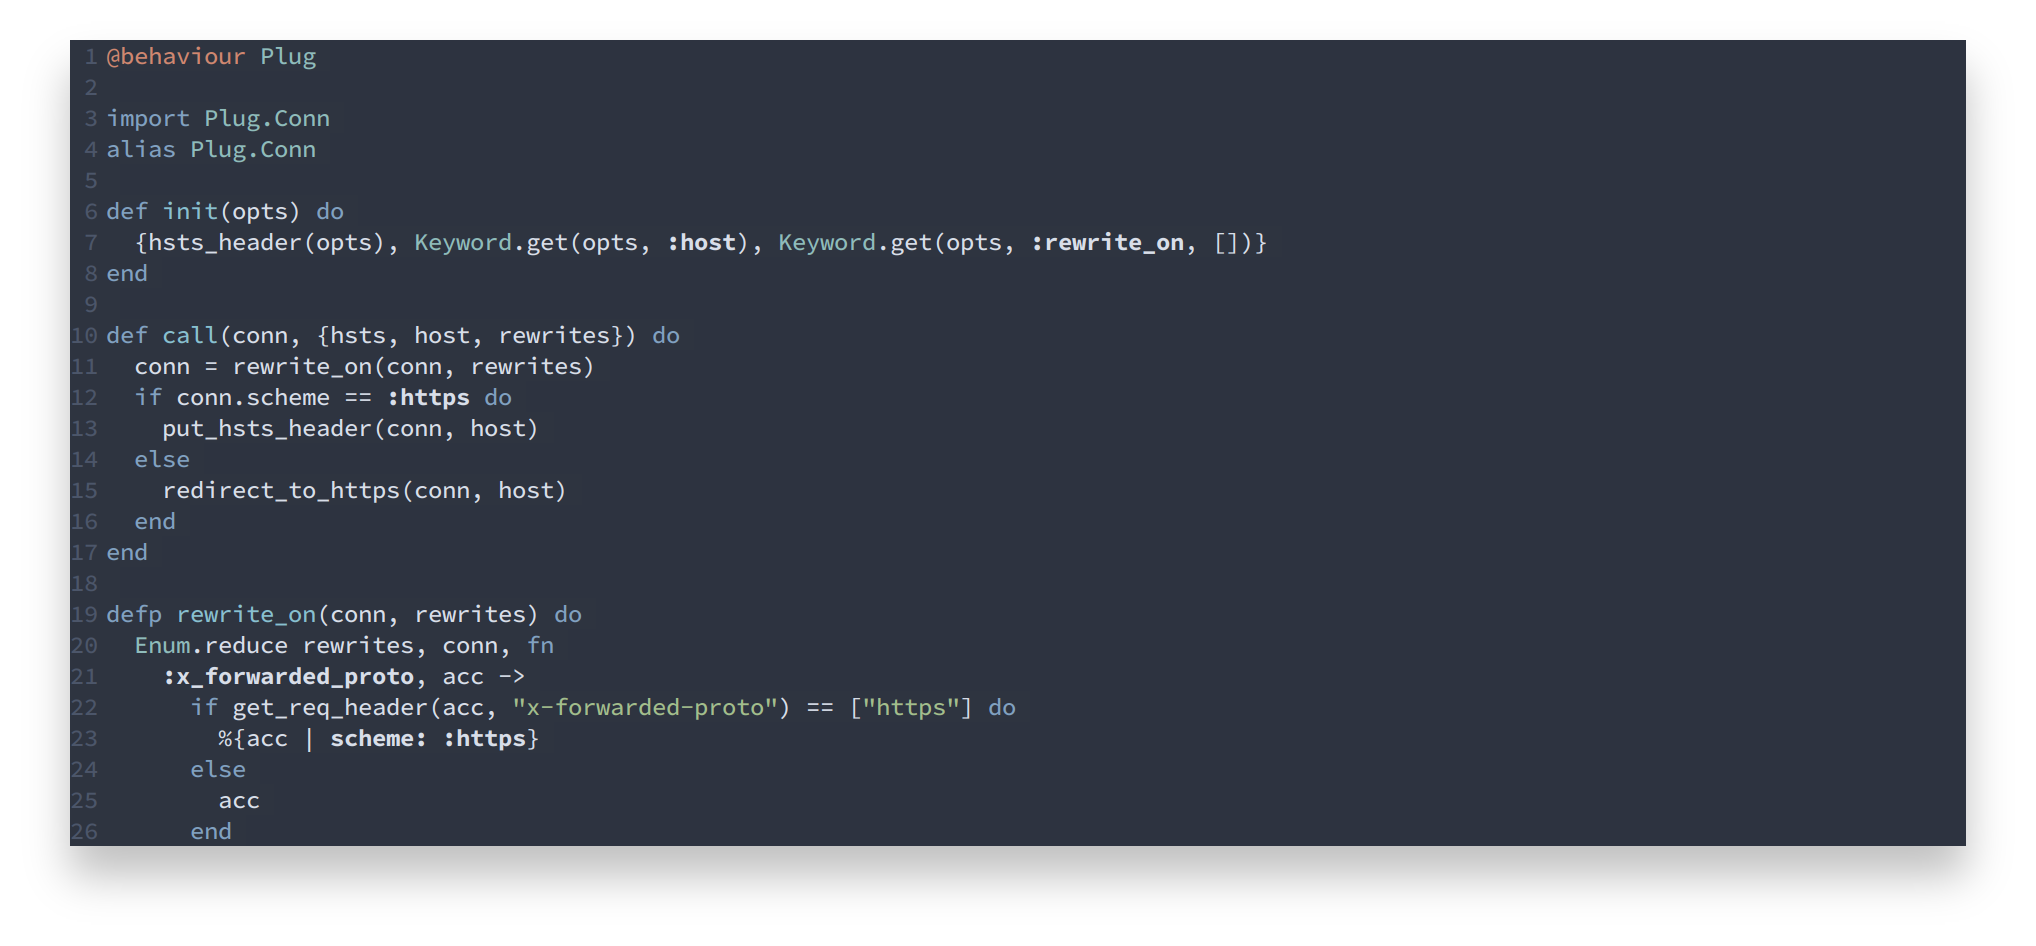 1 @behaviour Plug
2
3 import Plug.Conn
4 alias Plug.Conn
5
6 def init(opts) do
7   {hsts_header(opts), Keyword.get(opts, :host), Keyword.get(opts, :rewrite_on, [])}
8 end
9
10 def call(conn, {hsts, host, rewrites}) do
11   conn = rewrite_on(conn, rewrites)
12   if conn.scheme == :https do
13     put_hsts_header(conn, host)
14   else
15     redirect_to_https(conn, host)
16   end
17 end
18
19 defp rewrite_on(conn, rewrites) do
20   Enum.reduce rewrites, conn, fn
21     :x_forwarded_proto, acc ->
22       if get_req_header(acc, "x-forwarded-proto") == ["https"] do
23         %{acc | scheme: :https}
24       else
25         acc
26       end